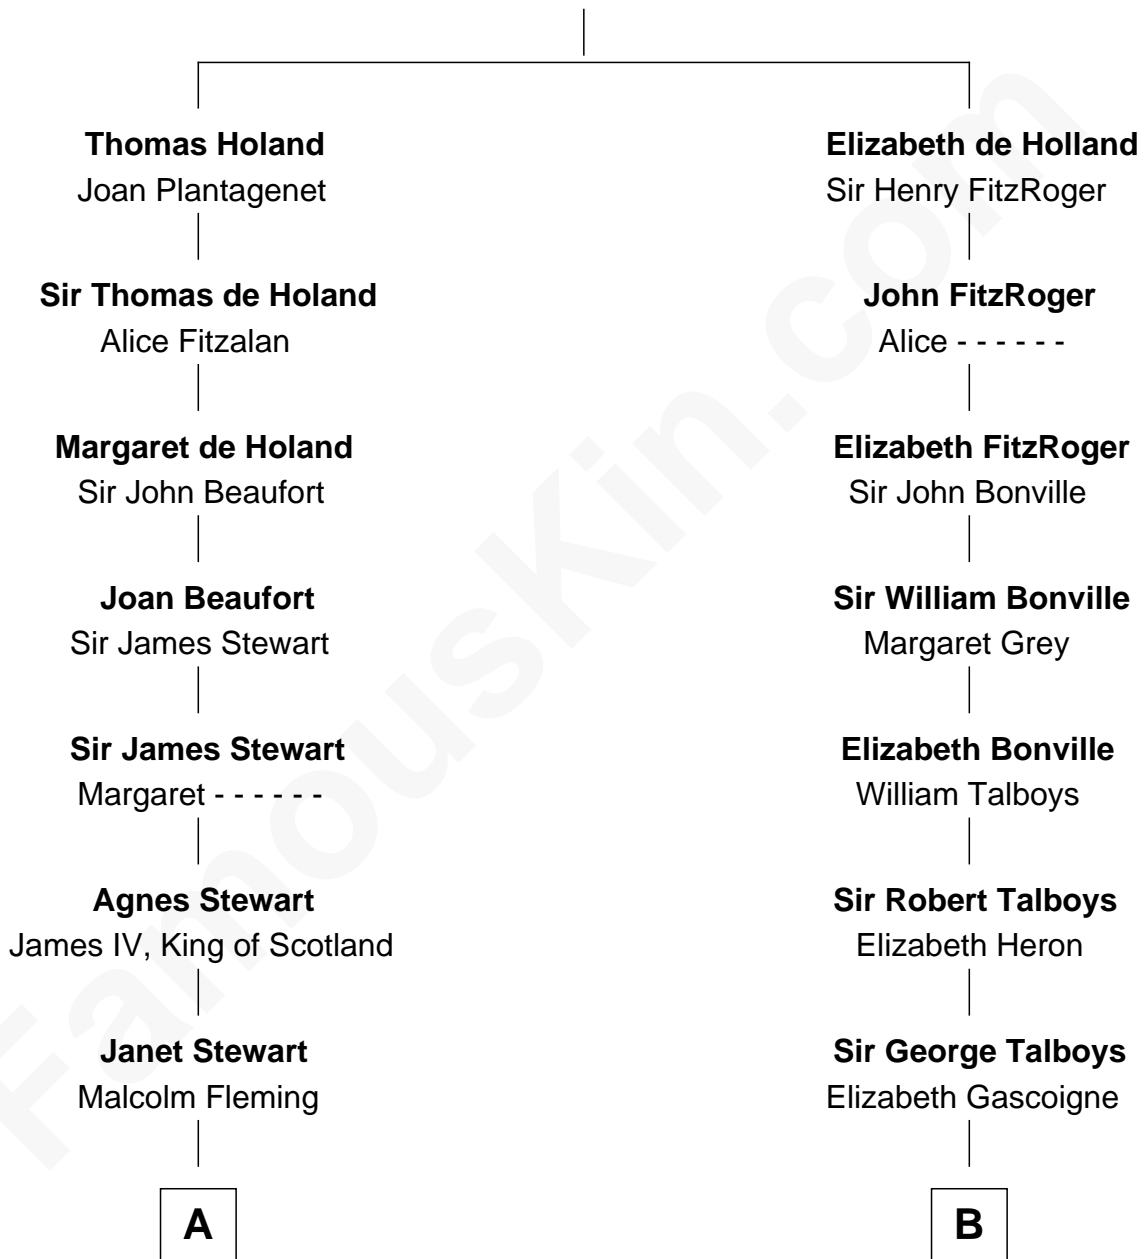 Thomas Holand
Joan Plantagenet
Sir Thomas de Holand
Alice Fitzalan
Margaret de Holand
Sir John Beaufort
Joan Beaufort
Sir James Stewart
Sir James Stewart
Margaret - - - - - -
Agnes Stewart
James IV, King of Scotland
Janet Stewart
Malcolm Fleming
A
Elizabeth de Holland
Sir Henry FitzRoger
John FitzRoger
Alice - - - - - -
Elizabeth FitzRoger
Sir John Bonville
Sir William Bonville
Margaret Grey
Elizabeth Bonville
William Talboys
Sir Robert Talboys
Elizabeth Heron
Sir George Talboys
Elizabeth Gascoigne
B
FamousKin.com